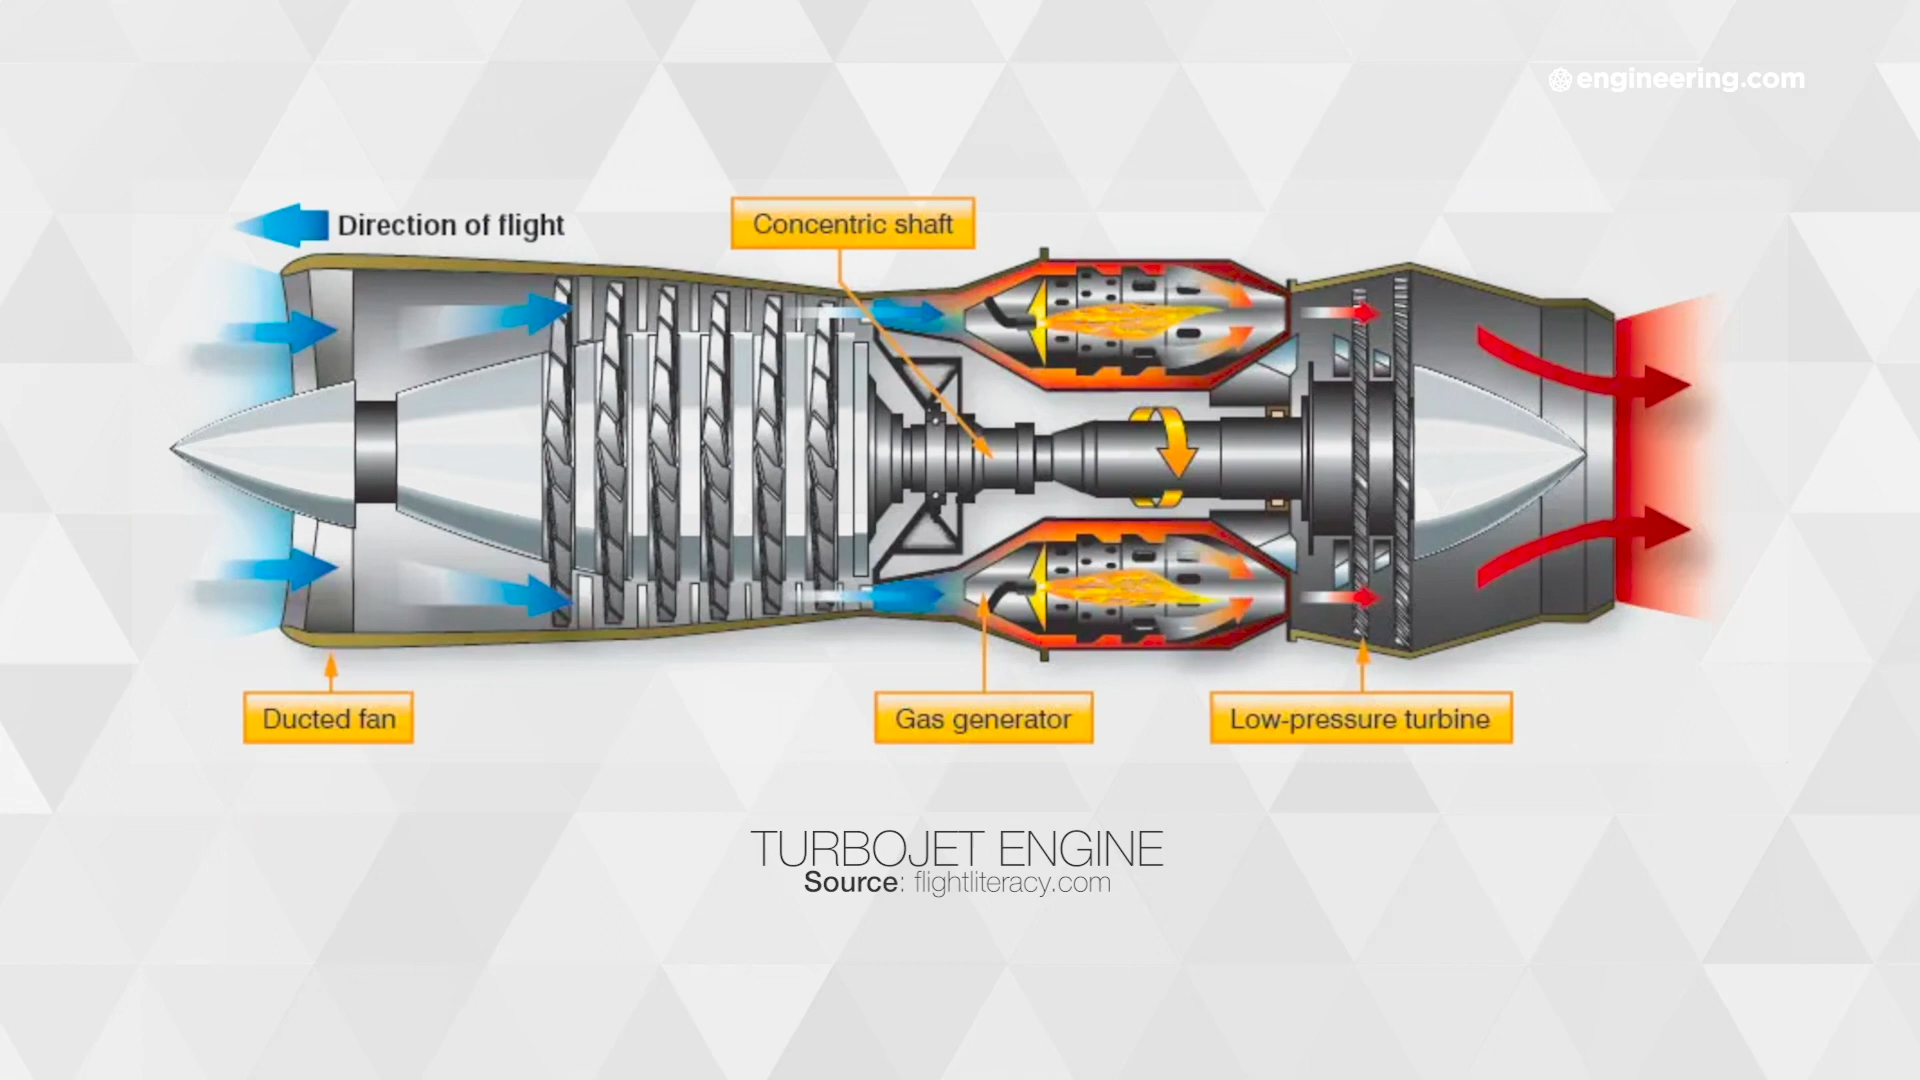 engineering.com
Direction of flight
Concentric shaft
Ducted fan
Gas generator
Low-pressure turbine
TURBOJET ENGINE
Source: flightliteracy.com